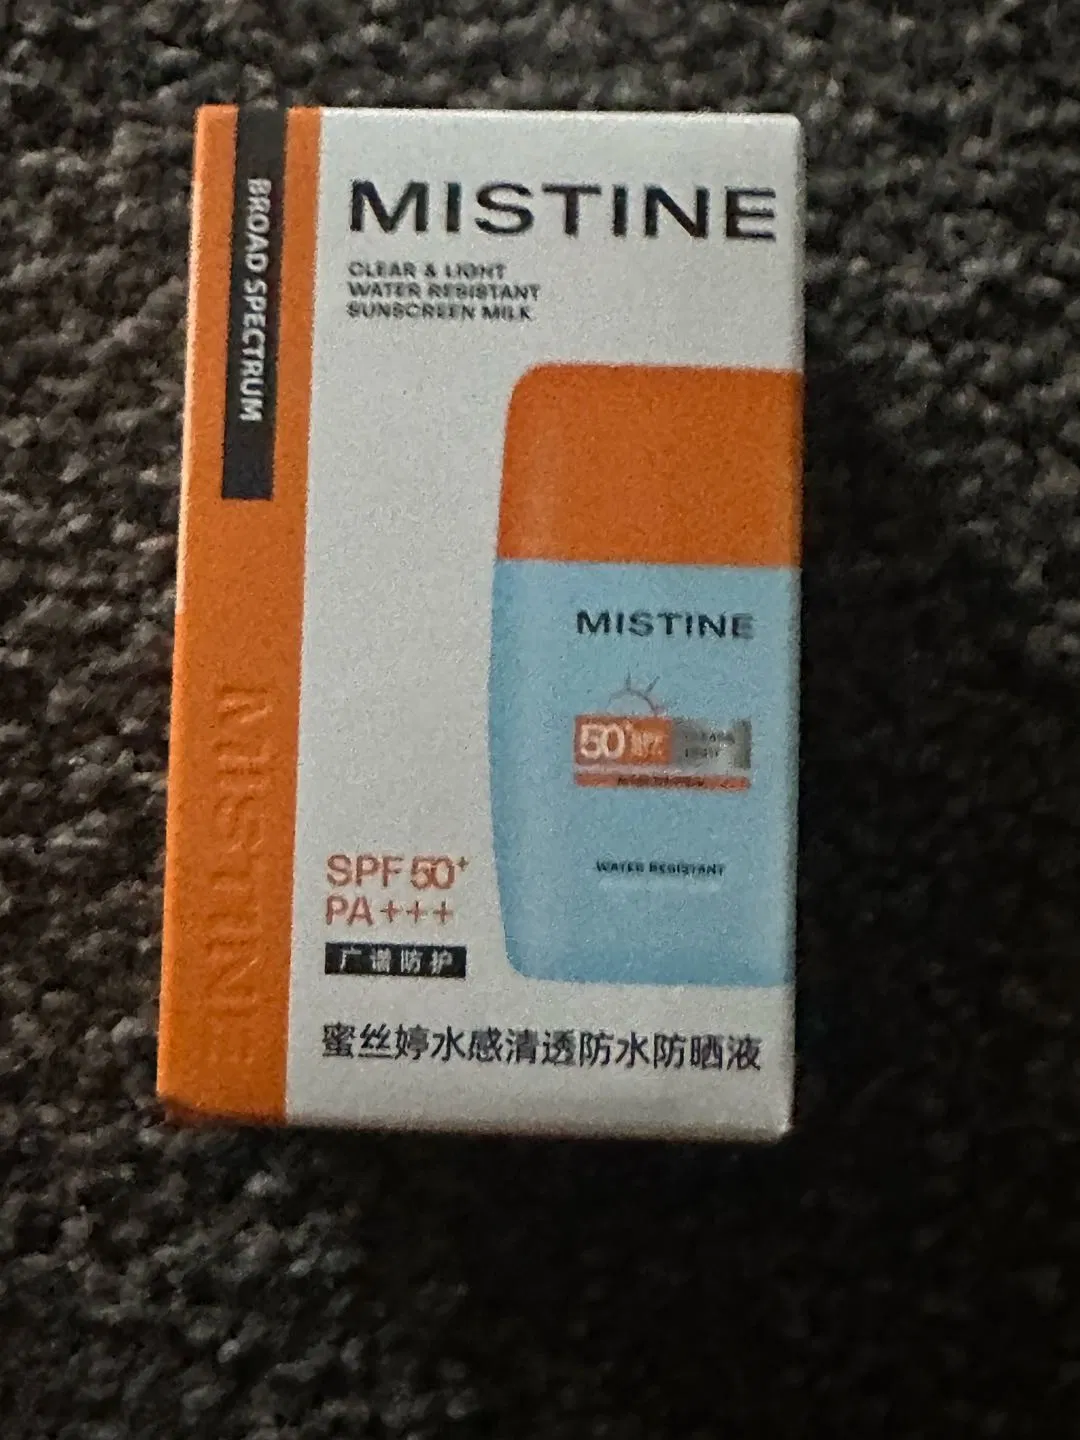 BROAD SPECTRUM
MISTINE
MISTINE
CLEAR & LIGHT
WATER RESISTANT
SUNSCREEN MILK
MISTINE
50+
WATER RESISTANT
SPF 50+
PA+++
广谱防护
蜜丝婷水感清透防水防晒液